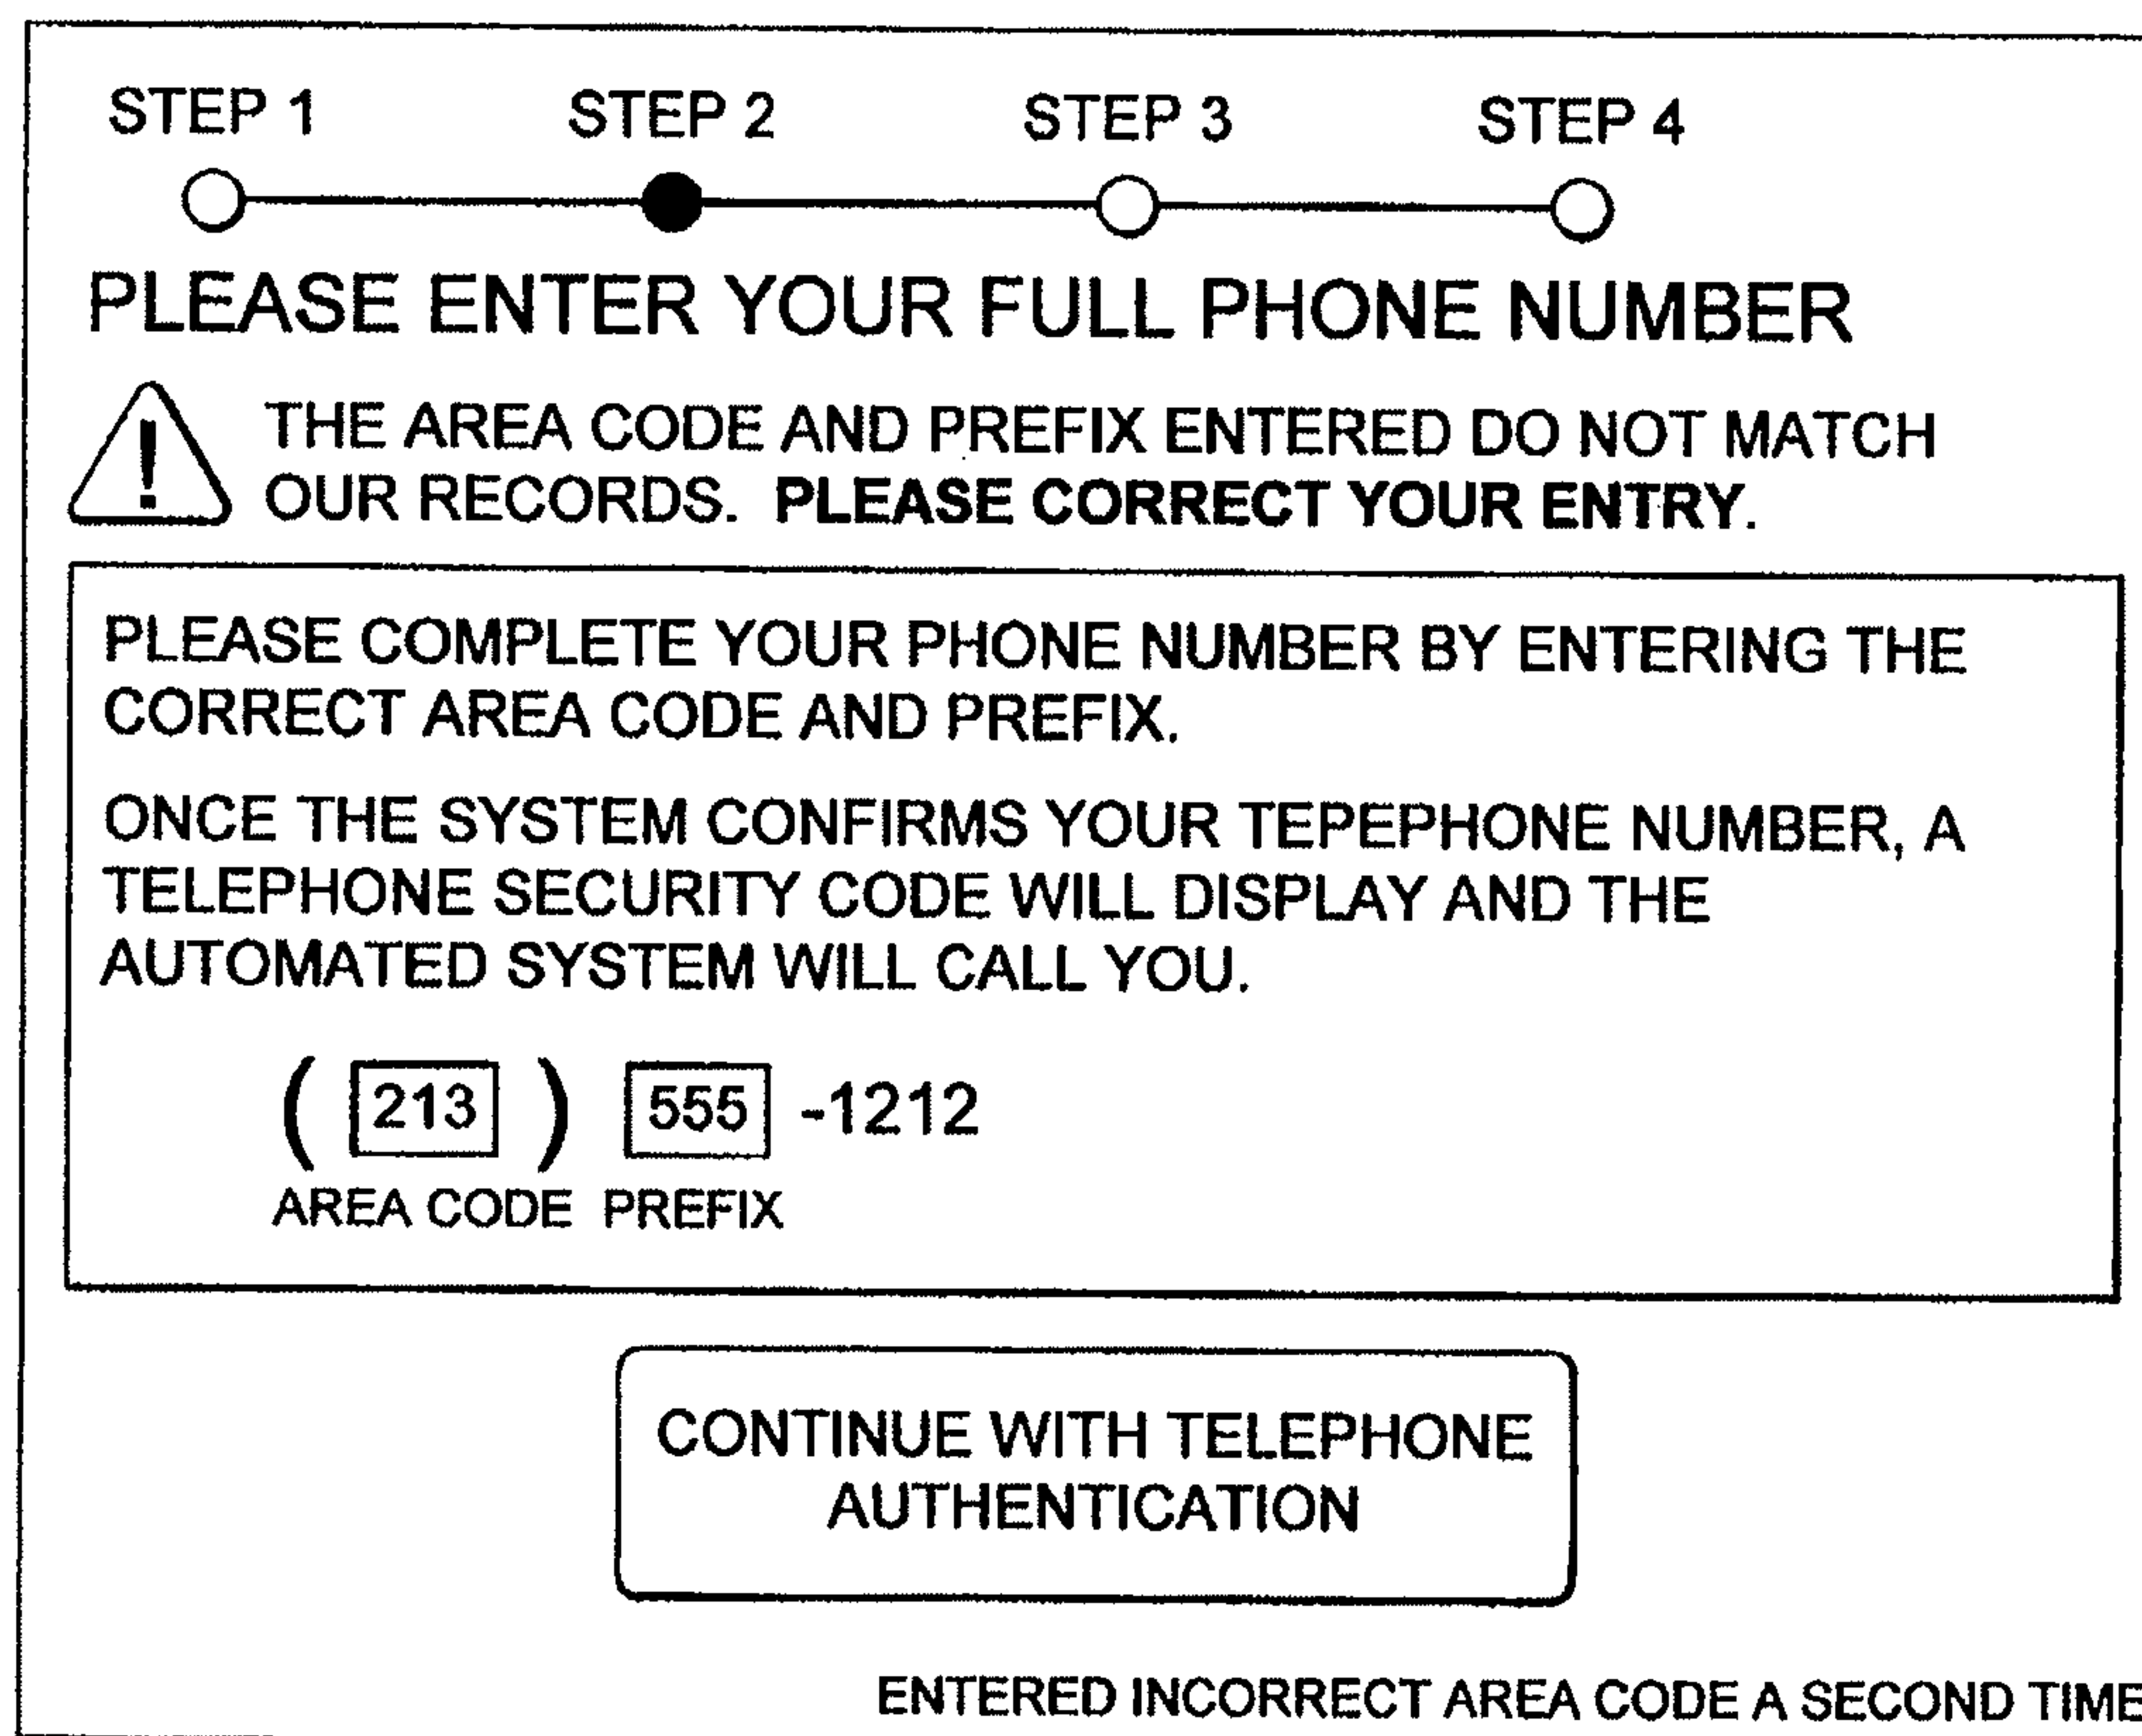 STEP 1 STEP 2 STEP 3 STEP 4
PLEASE ENTER YOUR FULL PHONE NUMBER
! THE AREA CODE AND PREFIX ENTERED DO NOT MATCH
OUR RECORDS. PLEASE CORRECT YOUR ENTRY.
PLEASE COMPLETE YOUR PHONE NUMBER BY ENTERING THE
CORRECT AREA CODE AND PREFIX.
ONCE THE SYSTEM CONFIRMS YOUR TEPEPHONE NUMBER, A
TELEPHONE SECURITY CODE WILL DISPLAY AND THE
AUTOMATED SYSTEM WILL CALL YOU.
( 213 ) 555 -1212
AREA CODE PREFIX
CONTINUE WITH TELEPHONE
AUTHENTICATION
ENTERED INCORRECT AREA CODE A SECOND TIME